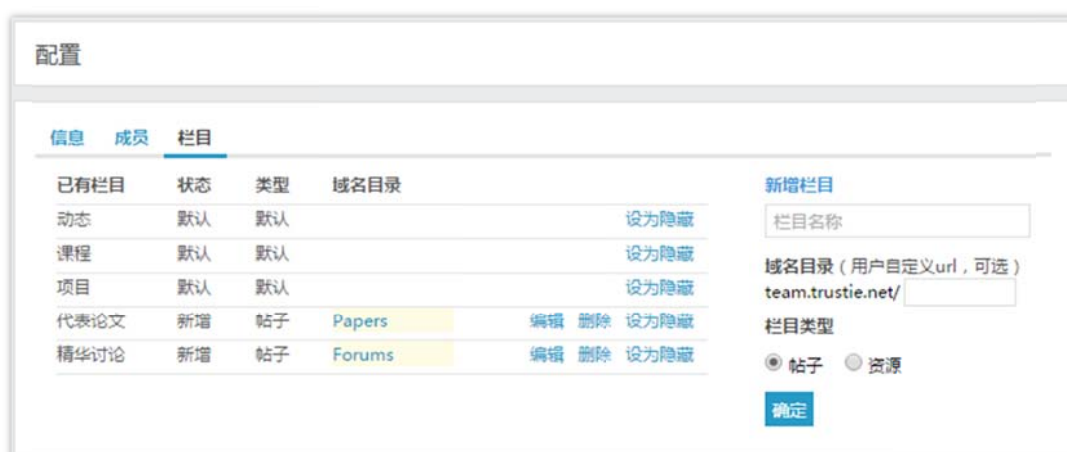 配置
信息 成员 栏目
已有栏目 状态 类型 域名目录
动态 默认 默认 设为隐藏
课程 默认 默认 设为隐藏
项目 默认 默认 设为隐藏
代表论文 新增 帖子 Papers 编辑 删除 设为隐藏
精华讨论 新增 帖子 Forums 编辑 删除 设为隐藏
新增栏目
栏目名称
域名目录（用户自定义url，可选）
team.trustie.net/
栏目类型
帖子 资源
确定